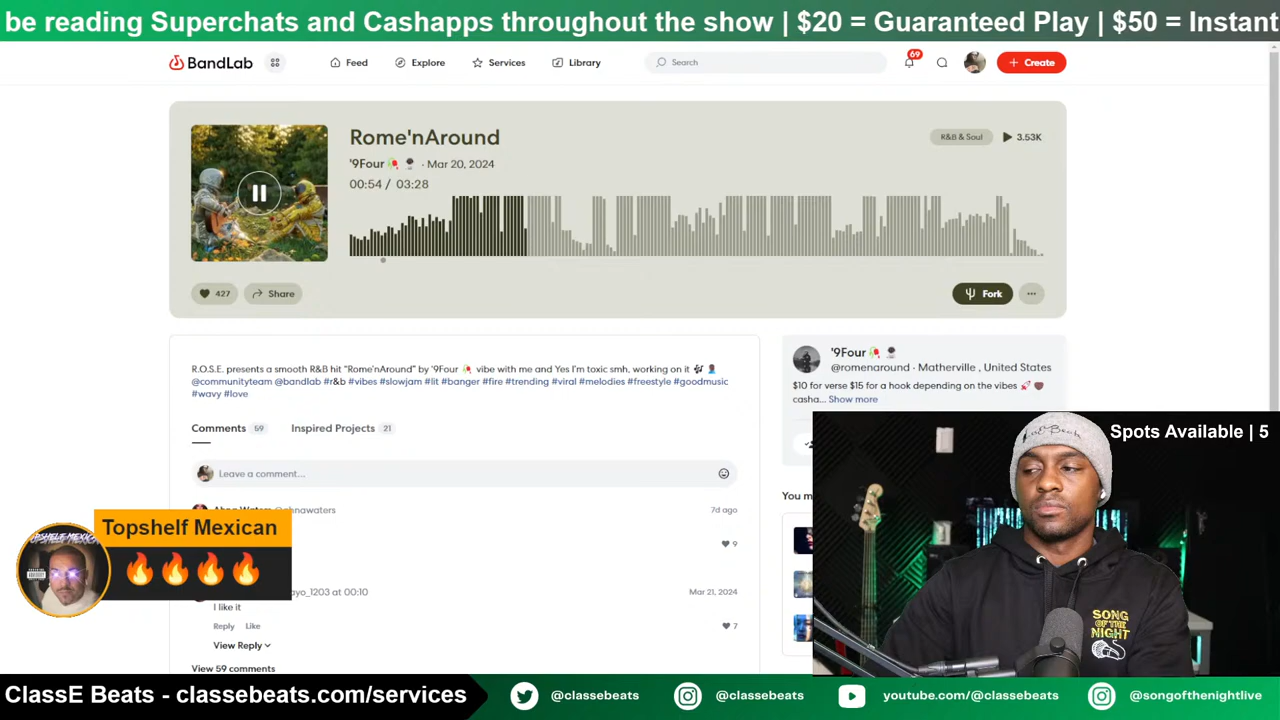 be reading Superchats and Cashapps throughout the show | $20 = Guaranteed Play | $50 = Instant
BandLab
Feed
Explore
Services
Library
Search
69
Create
Rome'nAround
'9Four🥀 · Mar 20, 2024
00:54 / 03:28
R&B & Soul
3.53K
427
Share
Fork
R.O.S.E. presents a smooth R&B hit "Rome'nAround" by '9Four 🥀 vibe with me and Yes I'm toxic smh, working on it
@communityteam @bandlab #r&b #vibes #slowjam #lit #banger #fire #trending #viral #melodies #freestyle #goodmusic
#wavy #love
Comments 59
Inspired Projects 21
Leave a comment...
7d ago
9
ayo_1203 at 00:10
Mar 21, 2024
I like it
Reply Like
7
View Reply
View 59 comments
'9Four🥀
@romenaround · Matherville , United States
$10 for verse $15 for a hook depending on the vibes 🚀
casha... Show more
You m
Spots Available | 5
Topshelf Mexican
🔥🔥🔥🔥
SONG
OF THE
NIGHT
ClassE Beats - classebeats.com/services
@classebeats
@classebeats
youtube.com/@classebeats
@songofthenightlive